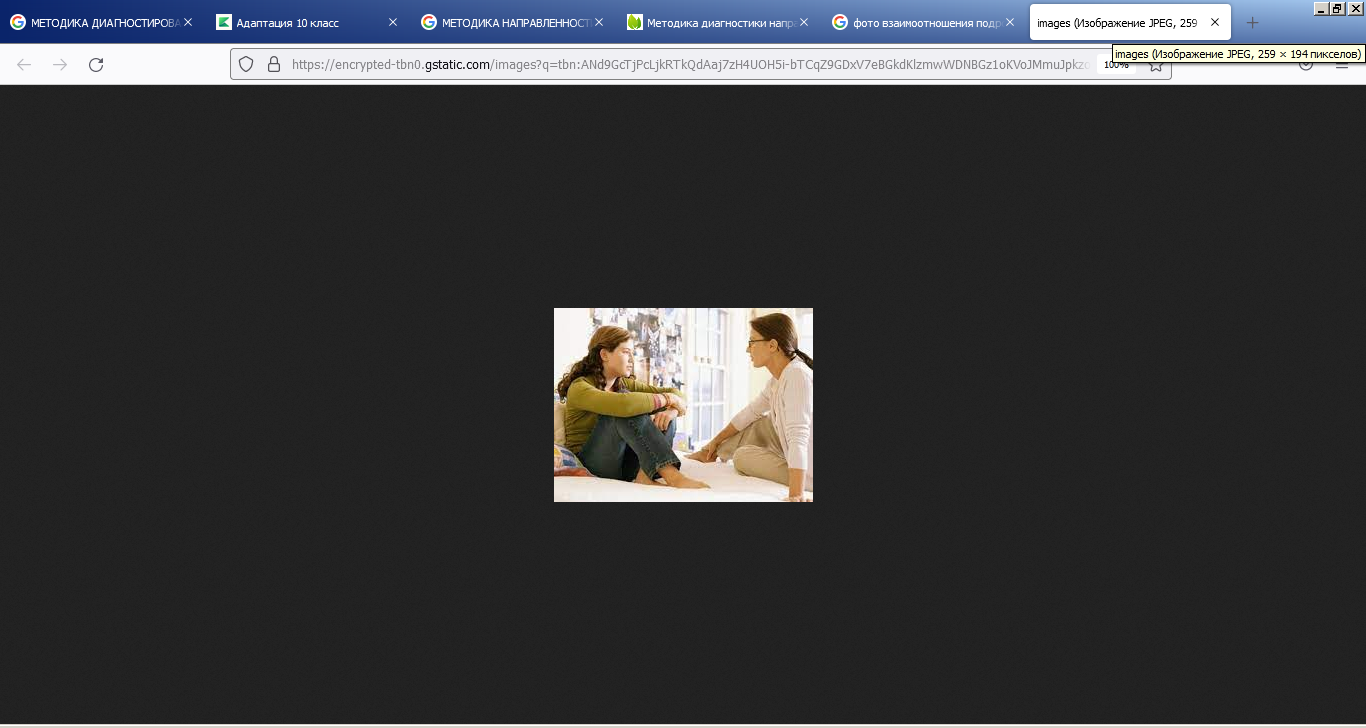 МЕТОДИКА ДИАГНОСТИРОВА
Адаптация 10 класс
МЕТОДИКА НАПРАВЛЕННОСТ
Методика диагностики напр
фото взаимоотношения подр
images (Изображение JPEG, 259
images (Изображение JPEG, 259 × 194 пикселов)
https://encrypted-tbn0.gstatic.com/images?q=tbn:ANd9GcTjPcLjkRTkQdAaj7zH4UOH5i-bTCqZ9GDxV7eBGkdKlzmwWDNBGz1oKVoJMmuJpkzo
100%